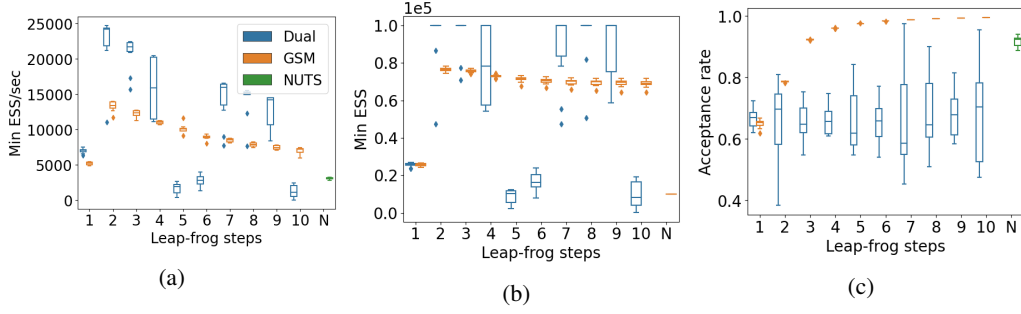 25000
20000
15000
10000
5000
0
Min ESS/sec
Dual
GSM
NUTS
1 2 3 4 5 6 7 8 9 10 N
Leap-frog steps
(a)
1e5
1.0
0.8
0.6
0.4
0.2
0.0
Min ESS
1 2 3 4 5 6 7 8 9 10 N
Leap-frog steps
(b)
1.0
0.8
0.6
0.4
Acceptance rate
1 2 3 4 5 6 7 8 9 10 N
Leap-frog steps
(c)